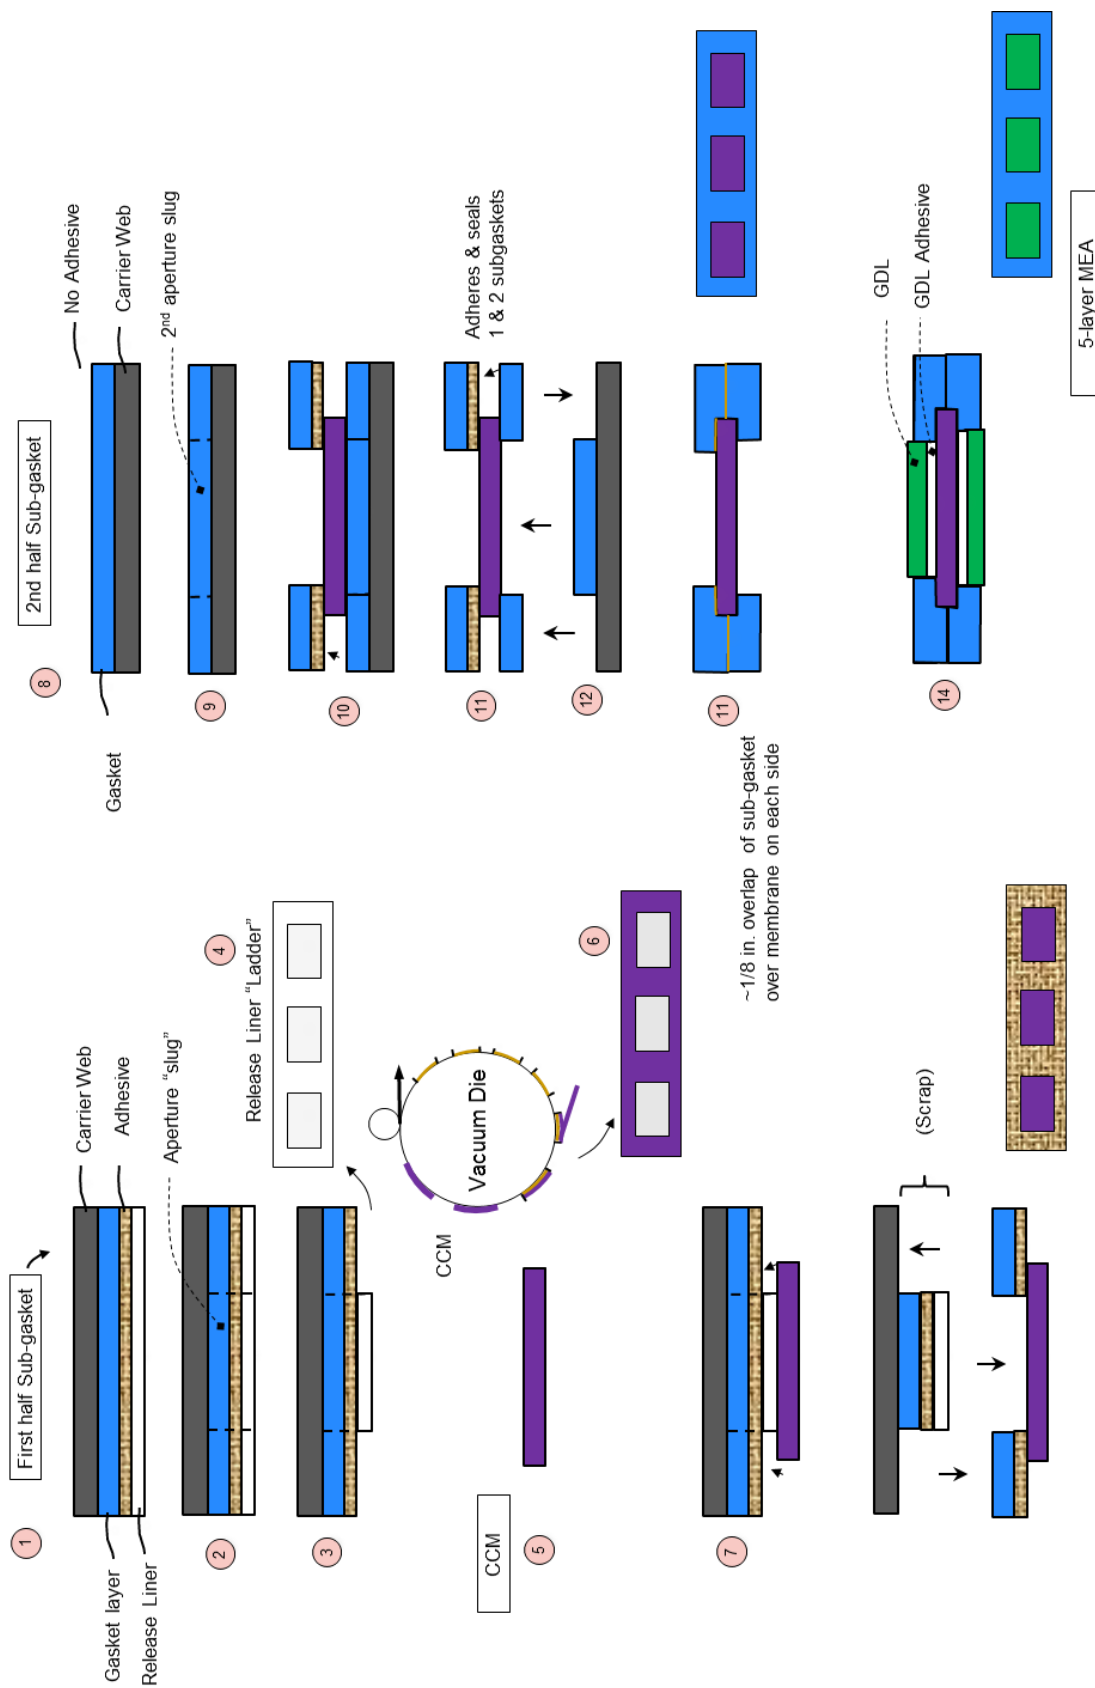 First half Sub-gasket
1
Carrier Web
Adhesive
Gasket layer
Release Liner
2
Aperture “slug”
3
4
Release Liner “Ladder”
CCM
5
CCM
Vacuum Die
6
7
(Scrap)
2nd half Sub-gasket
8
No Adhesive
Carrier Web
Gasket
9
2nd aperture slug
10
11
Adheres & seals
1 & 2 subgaskets
12
11
~1/8 in. overlap of sub-gasket
over membrane on each side
14
GDL
GDL Adhesive
5-layer MEA